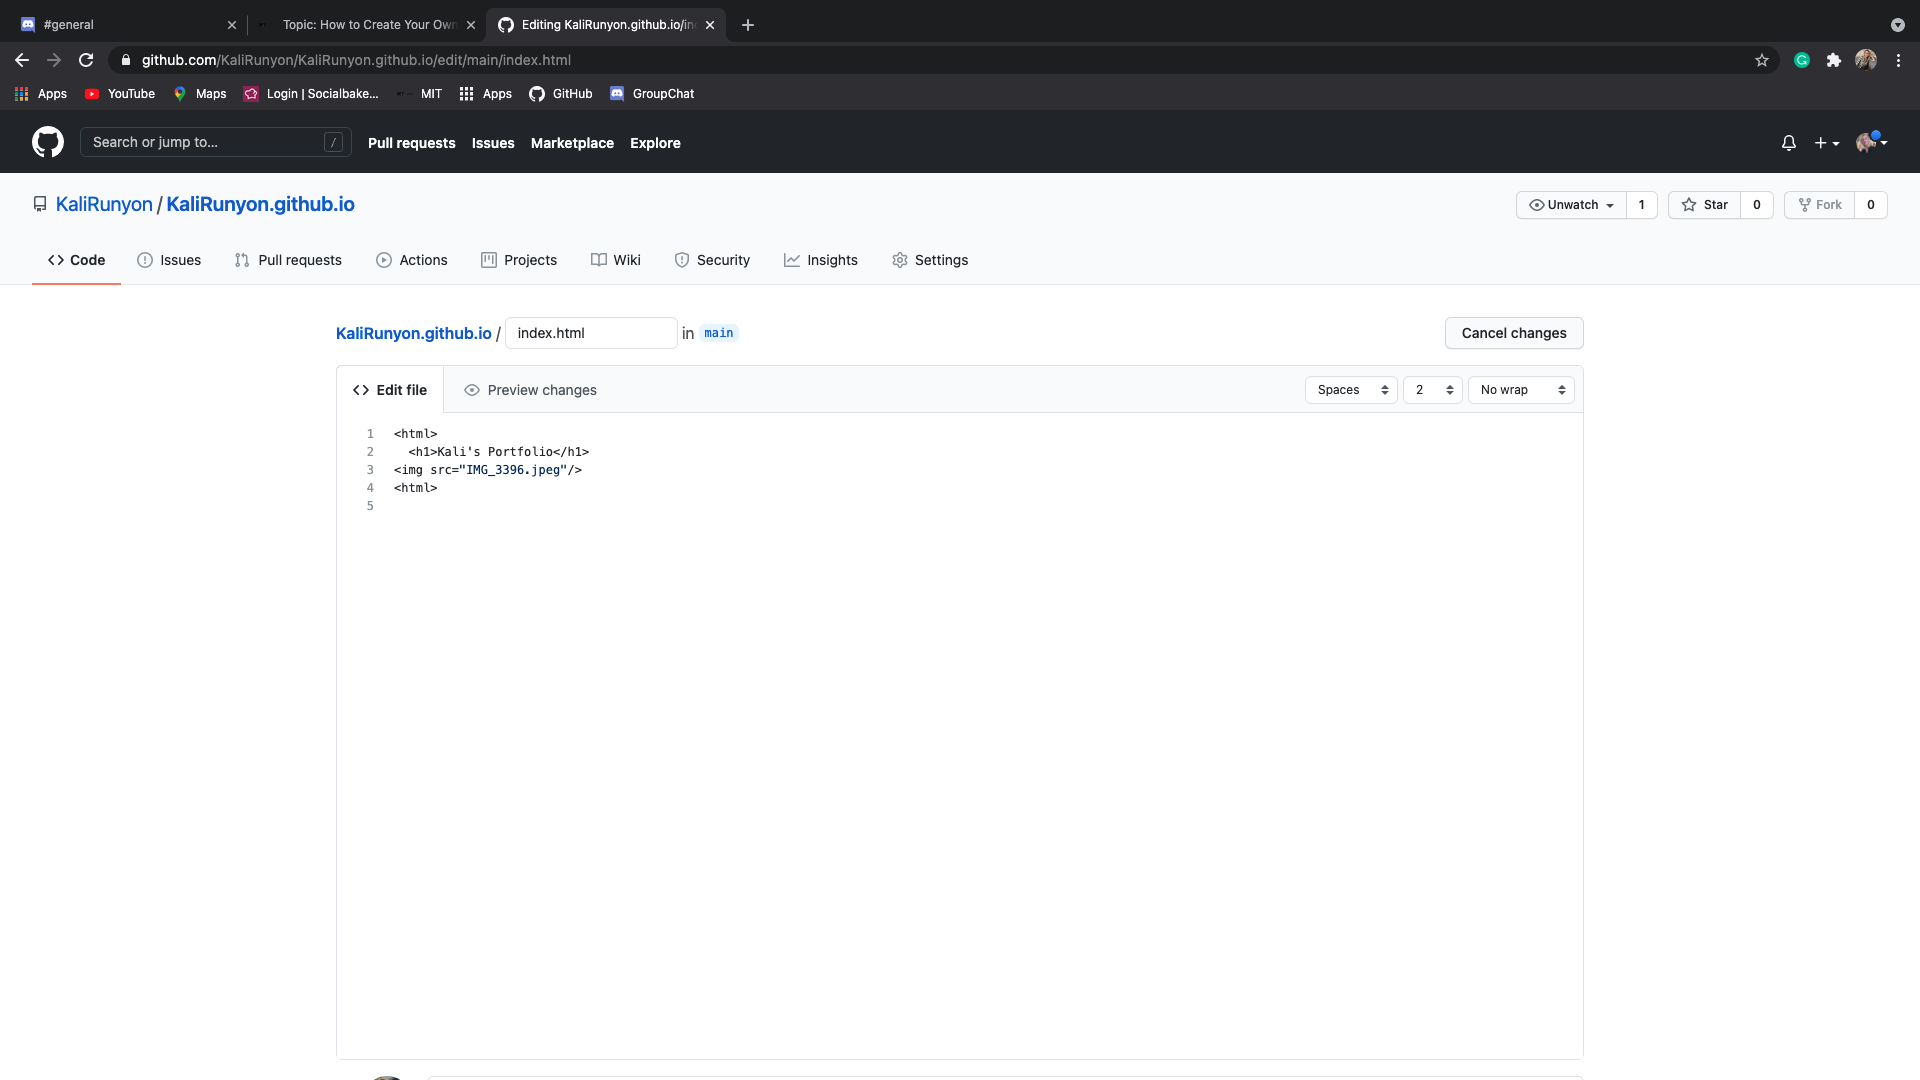 #general
Topic: How to Create Your Own
Editing KaliRunyon.github.io/in
github.com/KaliRunyon/KaliRunyon.github.io/edit/main/index.html
Apps YouTube Maps Login | Socialbake... MIT Apps GitHub GroupChat
Search or jump to... / Pull requests Issues Marketplace Explore
KaliRunyon / KaliRunyon.github.io Unwatch 1 Star 0 Fork 0
<> Code Issues Pull requests Actions Projects Wiki Security Insights Settings
KaliRunyon.github.io / index.html in main Cancel changes
<> Edit file Preview changes Spaces 2 No wrap
1 <html>
2 <h1>Kali's Portfolio</h1>
3 <img src="IMG_3396.jpeg"/>
4 <html>
5